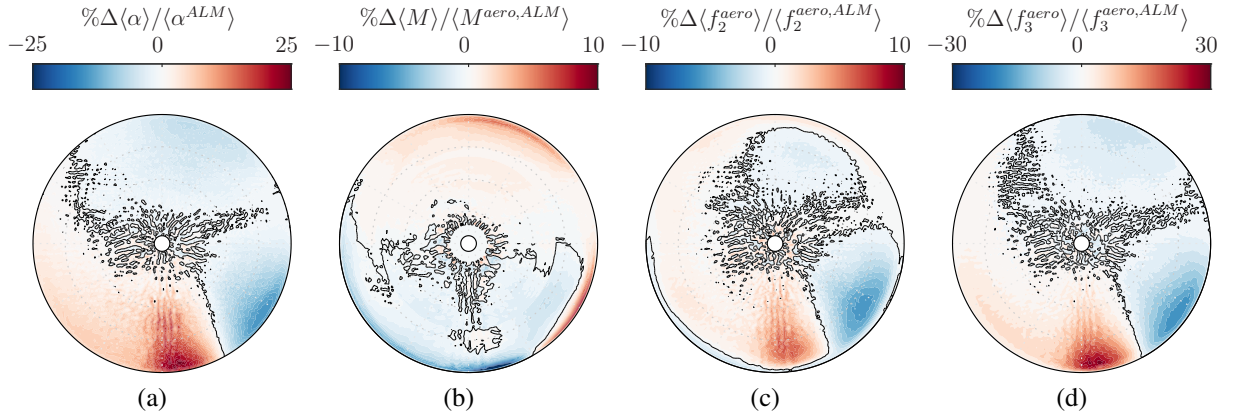 %Δ⟨α⟩/⟨α^{ALM}⟩ %Δ⟨M⟩/⟨M^{aero,ALM}⟩ %Δ⟨f_2^{aero}⟩/⟨f_2^{aero,ALM}⟩ %Δ⟨f_3^{aero}⟩/⟨f_3^{aero,ALM}⟩
−25 0 25 −10 0 10 −10 0 10 −30 0 30
(a) (b) (c) (d)